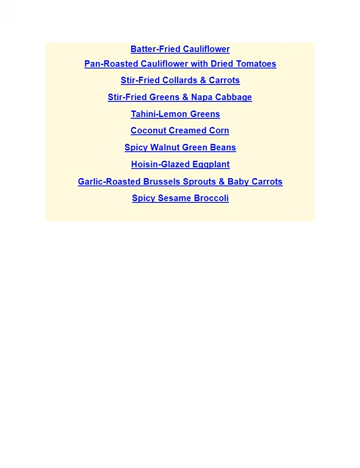 Batter-Fried Cauliflower
Pan-Roasted Cauliflower with Dried Tomatoes
Stir-Fried Collards & Carrots
Stir-Fried Greens & Napa Cabbage
Tahini-Lemon Greens
Coconut Creamed Corn
Spicy Walnut Green Beans
Hoisin-Glazed Eggplant
Garlic-Roasted Brussels Sprouts & Baby Carrots
Spicy Sesame Broccoli